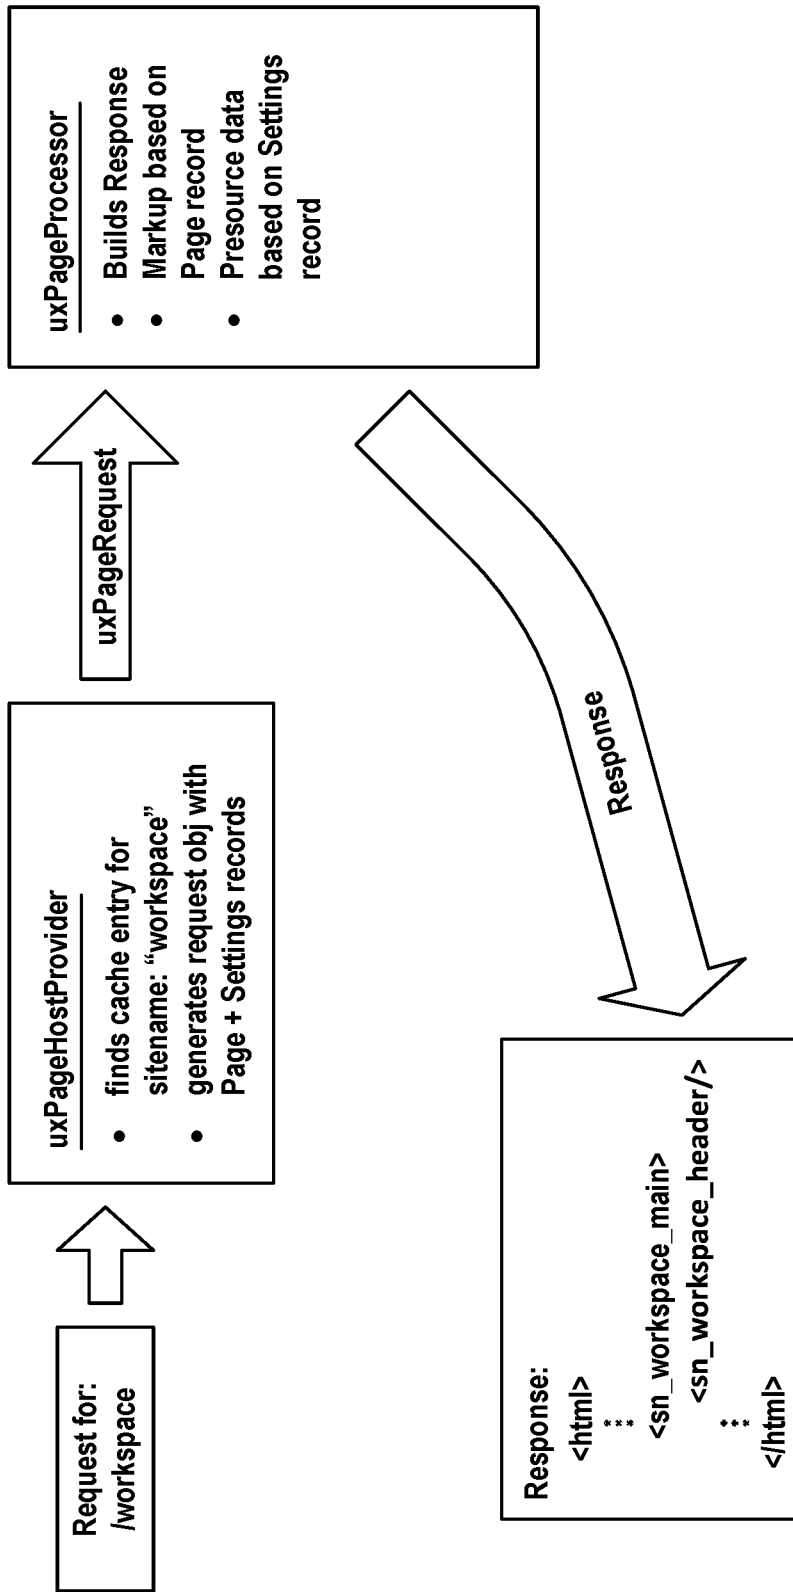 Request for:
/workspace
uxPageHostProvider
• finds cache entry for
sitename: “workspace”
• generates request obj with
Page + Settings records
uxPageRequest
uxPageProcessor
• Builds Response
• Markup based on
Page record
• Presource data
based on Settings
record
Response
Response:
<html>
<sn_workspace_main>
<sn_workspace_header/>
</html>